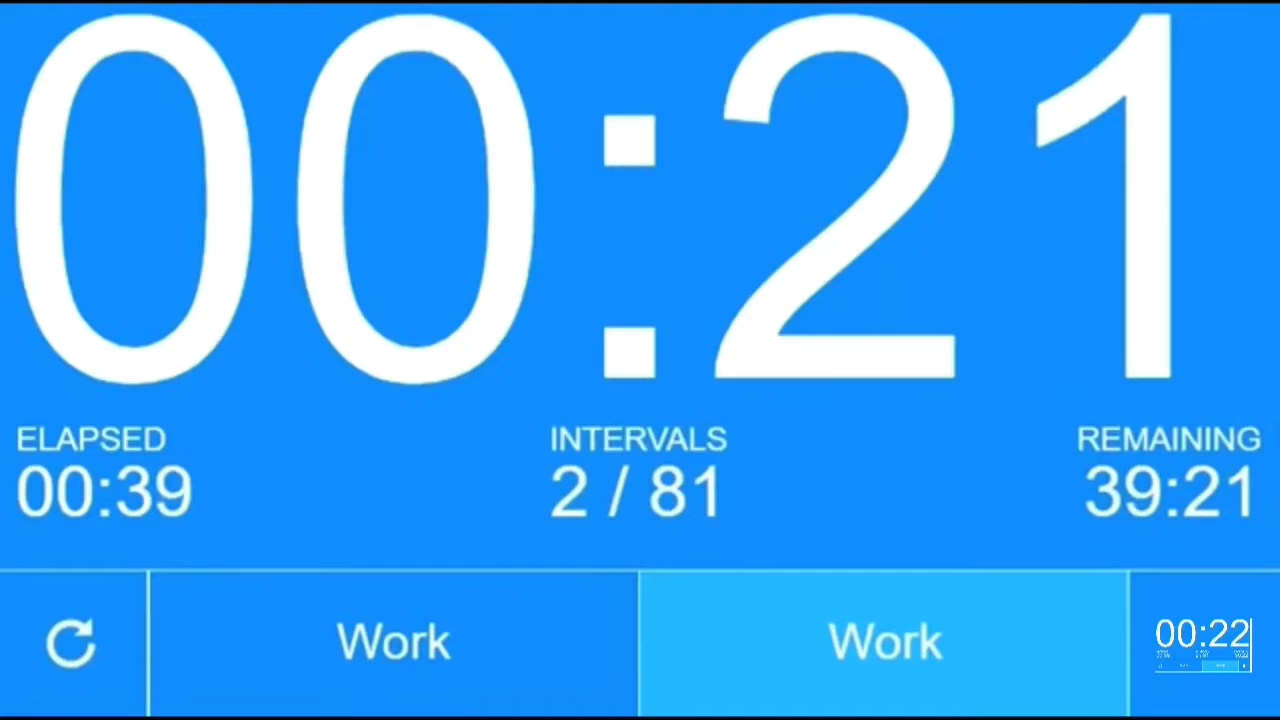 00:21
ELAPSED INTERVALS REMAINING
00:39 2 / 81 39:21
Work Work 00:22